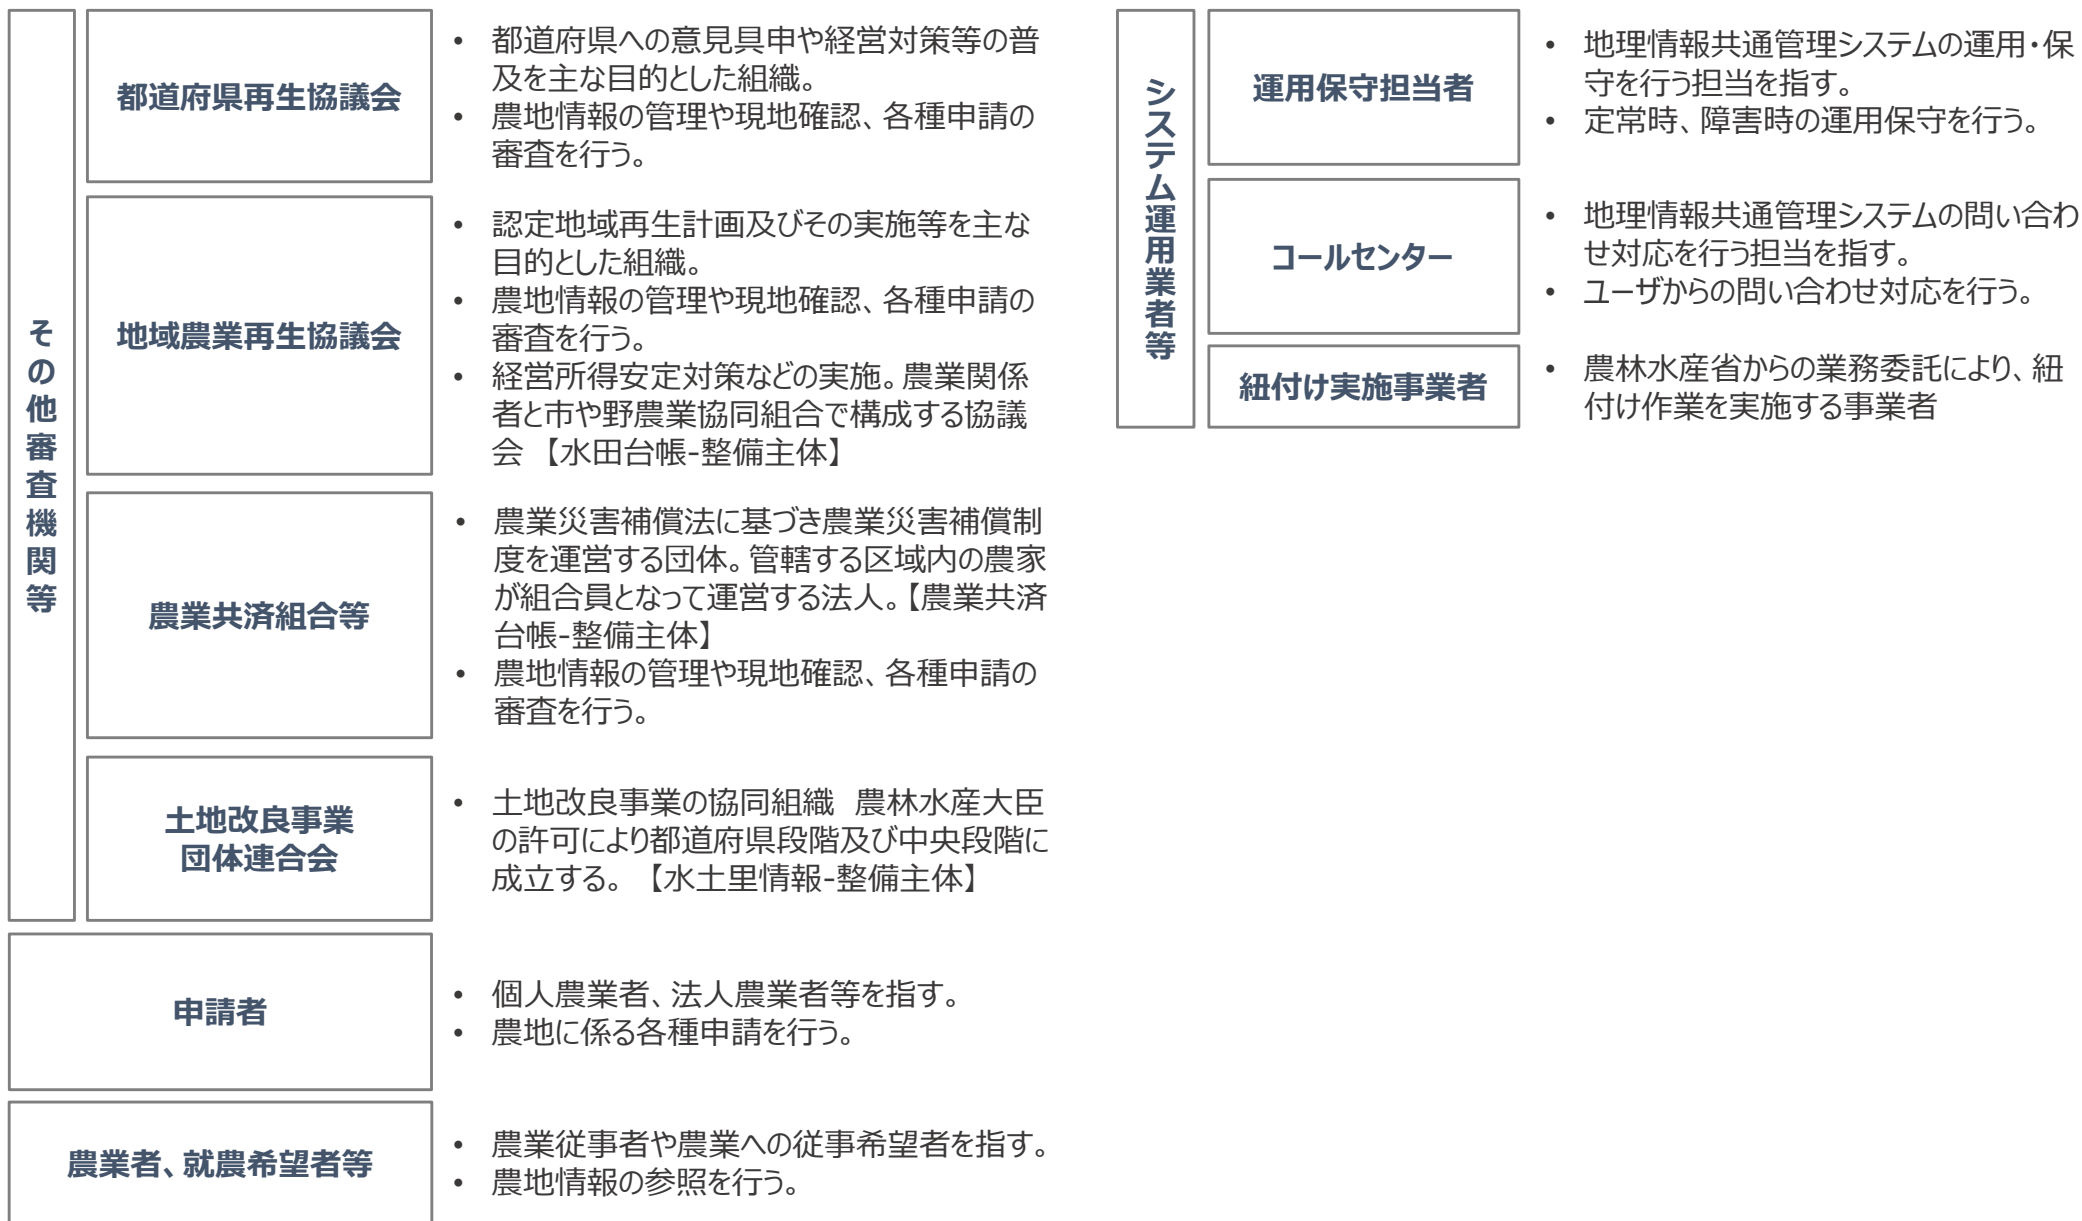 その他審査機関等
都道府県再生協議会
• 都道府県への意見具申や経営対策等の普
及を主な目的とした組織。
• 農地情報の管理や現地確認、各種申請の
審査を行う。
地域農業再生協議会
• 認定地域再生計画及びその実施等を主な
目的とした組織。
• 農地情報の管理や現地確認、各種申請の
審査を行う。
• 経営所得安定対策などの実施。農業関係
者と市や野農業協同組合で構成する協議
会 【水田台帳-整備主体】
農業共済組合等
• 農業災害補償法に基づき農業災害補償制
度を運営する団体。管轄する区域内の農家
が組合員となって運営する法人。【農業共済
台帳-整備主体】
• 農地情報の管理や現地確認、各種申請の
審査を行う。
土地改良事業
団体連合会
• 土地改良事業の協同組織 農林水産大臣
の許可により都道府県段階及び中央段階に
成立する。 【水土里情報-整備主体】
申請者
• 個人農業者、法人農業者等を指す。
• 農地に係る各種申請を行う。
農業者、就農希望者等
• 農業従事者や農業への従事希望者を指す。
• 農地情報の参照を行う。
システム運用業者等
運用保守担当者
• 地理情報共通管理システムの運用・保
守を行う担当を指す。
• 定常時、障害時の運用保守を行う。
コールセンター
• 地理情報共通管理システムの問い合わ
せ対応を行う担当を指す。
• ユーザからの問い合わせ対応を行う。
紐付け実施事業者
• 農林水産省からの業務委託により、紐
付け作業を実施する事業者